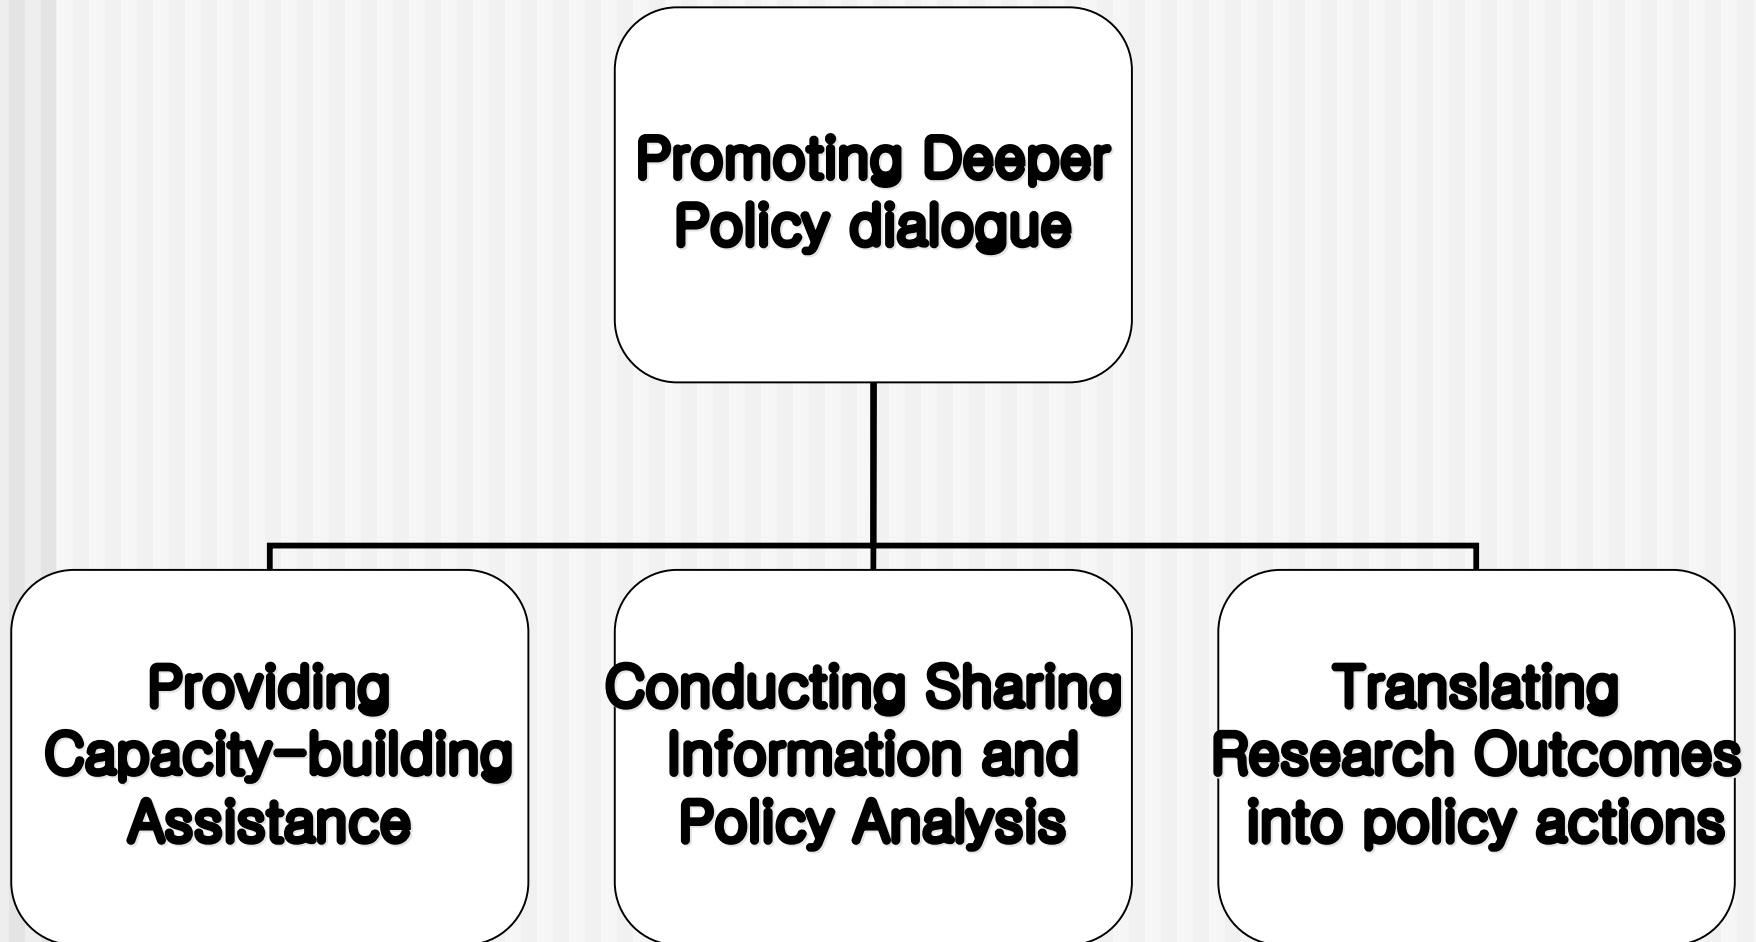 Promoting Deeper
Policy dialogue
Providing
Capacity-building
Assistance
Conducting Sharing
Information and
Policy Analysis
Translating
Research Outcomes
into policy actions